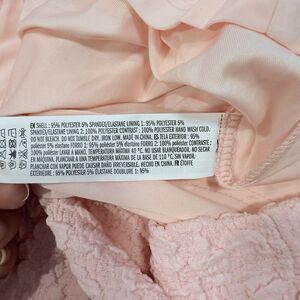 EN SHELL : 95% POLYESTER 5% SPANDEX/ELASTANE LINING 1: 95% POLYESTER 5%
SPANDEX/ELASTANE LINING 2: 100% POLYESTER CONTRAST : 100% POLYESTER HAND WASH COLD.
DO NOT BLEACH. DO NOT TUMBLE DRY. IRON LOW. MADE IN CHINA. ES TELA EXTERIOR : 95%
poliéster 5% elastano FORRO 1: 95% poliéster 5% elastano FORRO 2: 100% poliéster CONTRASTE :
100% poliéster LAVAR A MANO. TEMPERATURA MÁXIMA 40 ºC. NO USAR BLANQUEADOR. NO SECAR
EN MÁQUINA. PLANCHAR A UNA TEMPERATURA MÁXIMA DE LA BASE DE 110 ºC, SIN VAPOR.
PLANCHAR CON VAPOR PUEDE CAUSAR DAÑO IRREVERSIBLE. HECHO EN CHINA. FR ÉTOFFE
EXTÉRIEURE : 95% POLYESTER 5% ÉLASTANE DOUBLURE 1: 95%